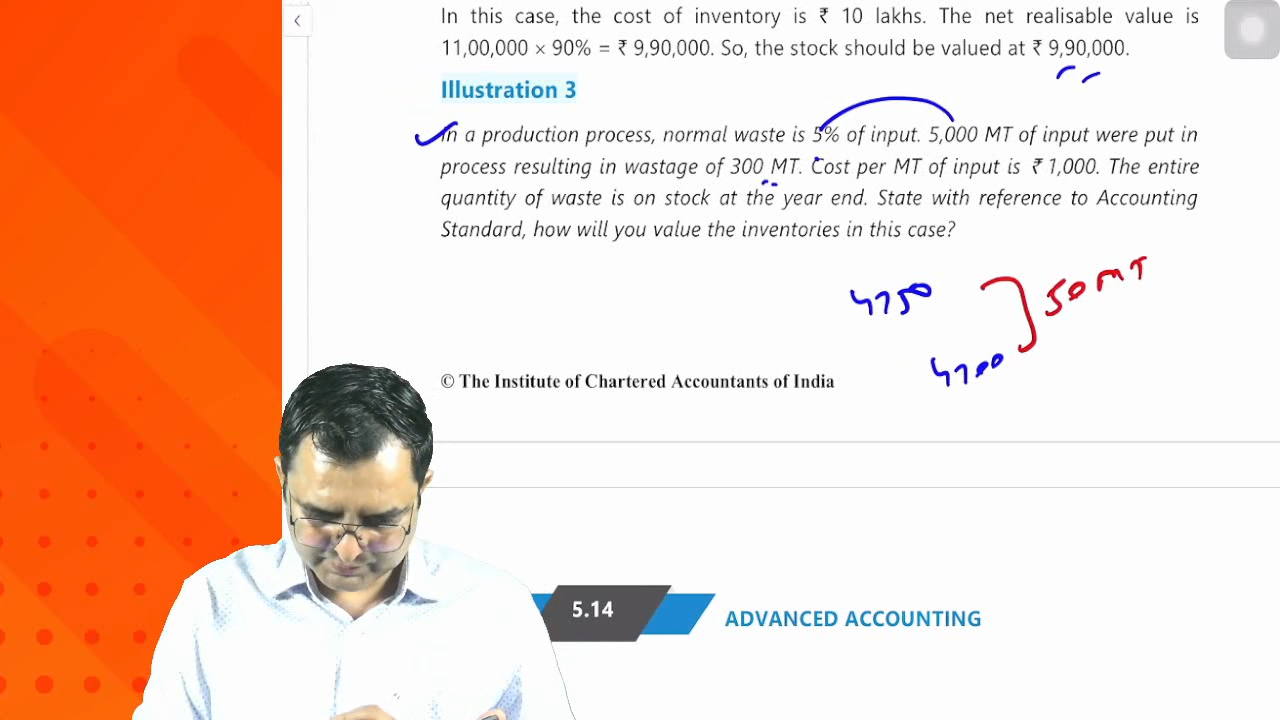 In this case, the cost of inventory is ₹ 10 lakhs. The net realisable value is
11,00,000 × 90% = ₹ 9,90,000. So, the stock should be valued at ₹ 9,90,000.
Illustration 3
In a production process, normal waste is 5% of input. 5,000 MT of input were put in
process resulting in wastage of 300 MT. Cost per MT of input is ₹ 1,000. The entire
quantity of waste is on stock at the year end. State with reference to Accounting
Standard, how will you value the inventories in this case?
4750
50 MT
4700
© The Institute of Chartered Accountants of India
5.14
ADVANCED ACCOUNTING